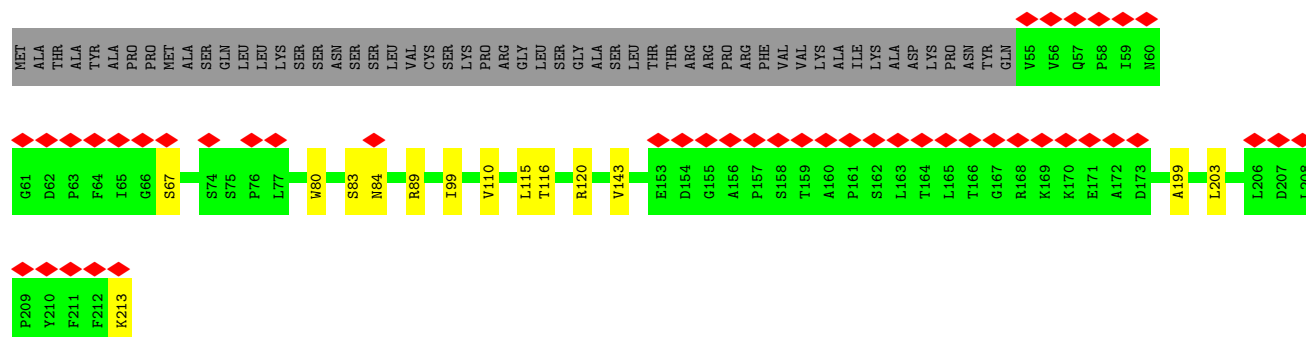 MET ALA THR ALA TYR ALA PRO PRO MET ALA SER GLN LEU LEU LYS SER SER ASN SER SER LEU VAL CYS SER LYS PRO ARG GLY LEU SER GLY ALA SER LEU THR THR ARG ARG PRO ARG PHE VAL VAL LYS ALA ILE LYS ALA ASP LYS PRO ASN TYR GLN V55 V56 Q57 P58 I59 N60
G61 D62 P63 F64 I65 G66 S67 S74 S75 P76 L77 W80 S83 N84 R89 I99 V110 L115 T116 R120 V143 E153 D154 G155 A156 P157 S158 T159 A160 P161 S162 L163 T164 L165 T166 G167 R168 K169 K170 E171 A172 D173 A199 L203 L206 D207 L208
P209 Y210 F211 F212 K213